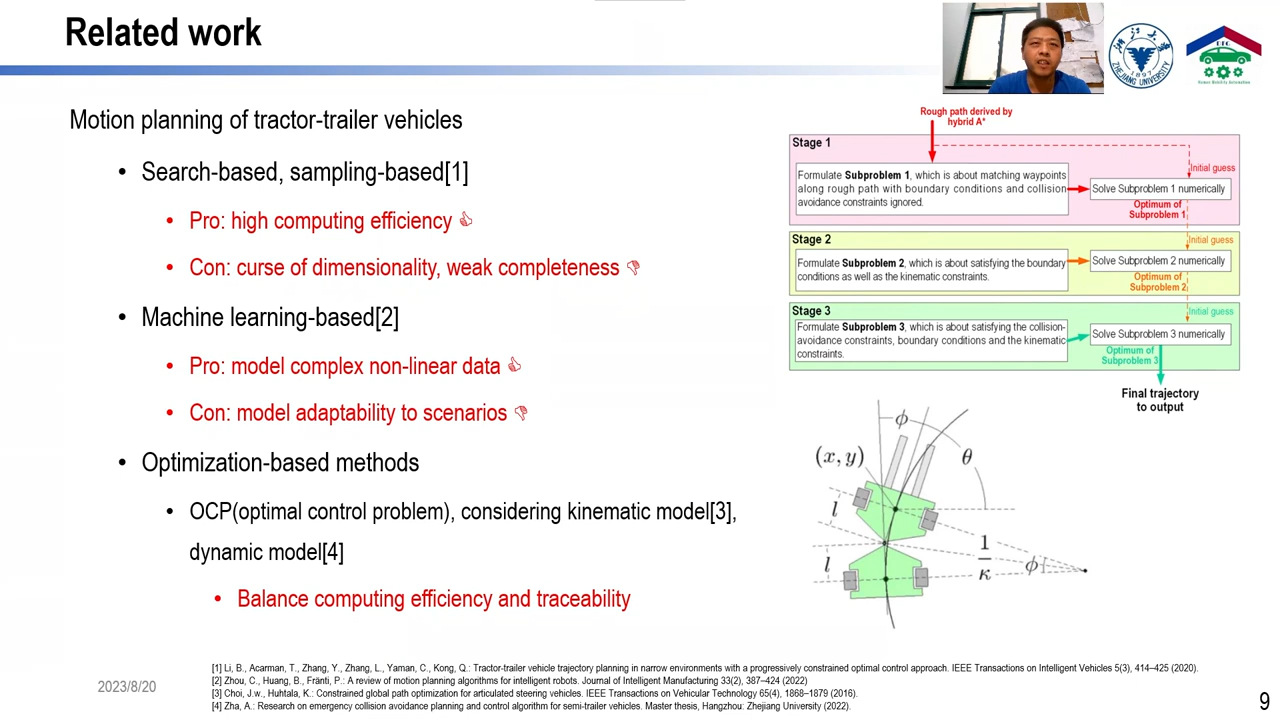 Related work
浙江大学
ZHEJIANG UNIVERSITY
1897
Motion planning of tractor-trailer vehicles
• Search-based, sampling-based[1]
• Pro: high computing efficiency 👍
• Con: curse of dimensionality, weak completeness 👎
• Machine learning-based[2]
• Pro: model complex non-linear data 👍
• Con: model adaptability to scenarios 👎
• Optimization-based methods
• OCP(optimal control problem), considering kinematic model[3],
dynamic model[4]
• Balance computing efficiency and traceability
Rough path derived by
hybrid A*
Stage 1
Formulate Subproblem 1, which is about matching waypoints
along rough path with boundary conditions and collision
avoidance constraints ignored.
Initial guess
Solve Subproblem 1 numerically
Optimum of
Subproblem 1
Stage 2
Initial guess
Formulate Subproblem 2, which is about satisfying the boundary
conditions as well as the kinematic constraints.
Solve Subproblem 2 numerically
Optimum of
Subproblem 2
Stage 3
Initial guess
Formulate Subproblem 3, which is about satisfying the collision-
avoidance constraints, boundary conditions and the kinematic
constraints.
Solve Subproblem 3 numerically
Optimum of
Subproblem 3
Final trajectory
to output
ϕ
(x, y)
θ
l
l
1
κ
ϕ
[1] Li, B., Acarman, T., Zhang, Y., Zhang, L., Yaman, C., Kong, Q.: Tractor-trailer vehicle trajectory planning in narrow environments with a progressively constrained optimal control approach. IEEE Transactions on Intelligent Vehicles 5(3), 414–425 (2020).
[2] Zhou, C., Huang, B., Fränti, P.: A review of motion planning algorithms for intelligent robots. Journal of Intelligent Manufacturing 33(2), 387–424 (2022)
[3] Choi, J.w., Huhtala, K.: Constrained global path optimization for articulated steering vehicles. IEEE Transactions on Vehicular Technology 65(4), 1868–1879 (2016).
[4] Zha, A.: Research on emergency collision avoidance planning and control algorithm for semi-trailer vehicles. Master thesis, Hangzhou: Zhejiang University (2022).
2023/8/20
9